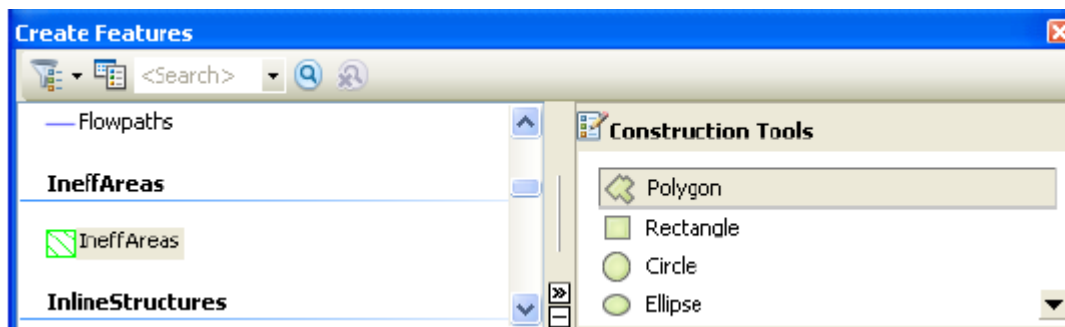 Create Features
<Search>
Flowpaths
IneffAreas
IneffAreas
InlineStructures
Construction Tools
Polygon
Rectangle
Circle
Ellipse